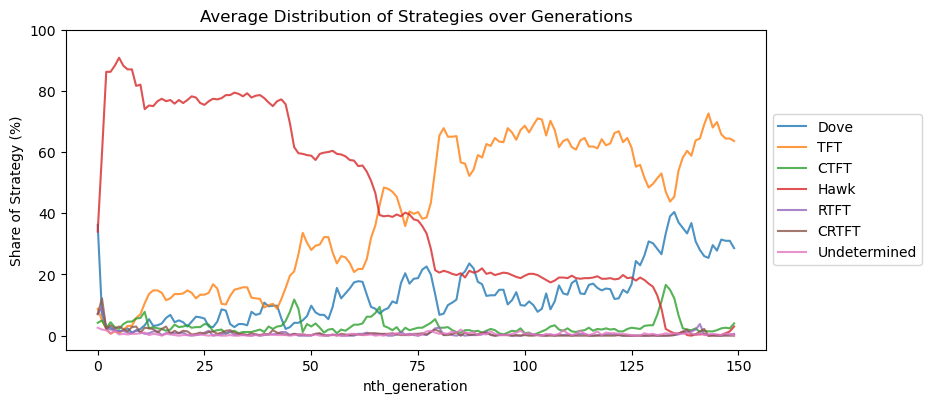 Average Distribution of Strategies over Generations
Share of Strategy (%)
100
80
60
40
20
0
0 25 50 75 100 125 150
nth_generation
Dove
TFT
CTFT
Hawk
RTFT
CRTFT
Undetermined